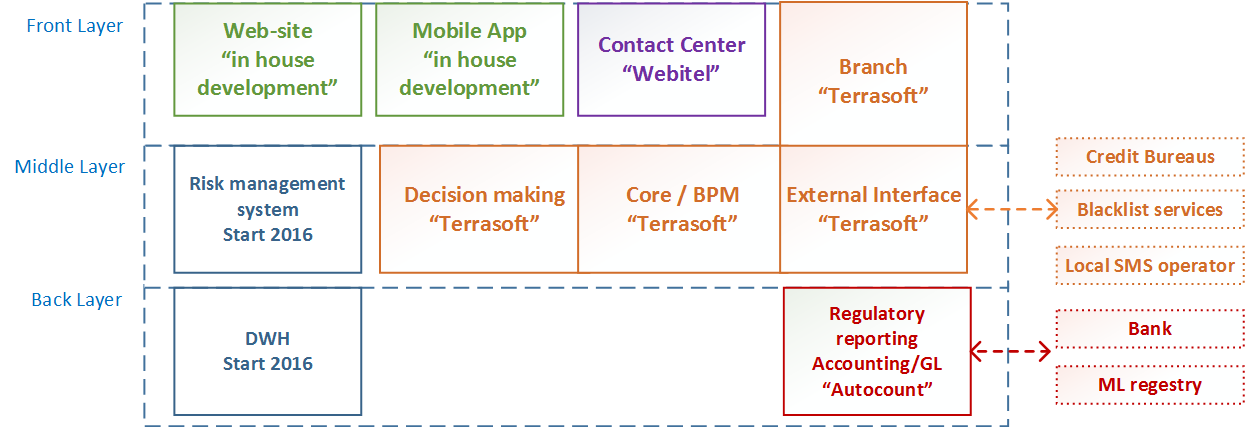 Front Layer
Web-site
“in house
development”
Mobile App
“in house
development”
Contact Center
“Webitel”
Branch
“Terrasoft”
Middle Layer
Risk management
system
Start 2016
Decision making
“Terrasoft”
Core / BPM
“Terrasoft”
External Interface
“Terrasoft”
Credit Bureaus
Blacklist services
Local SMS operator
Back Layer
DWH
Start 2016
Regulatory
reporting
Accounting/GL
“Autocount”
Bank
ML regestry